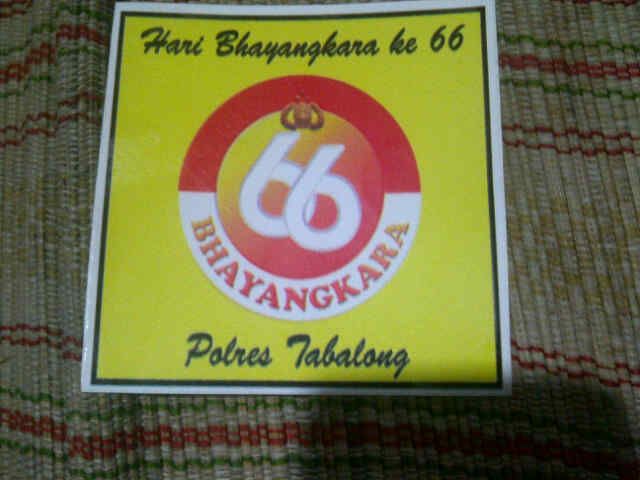 Hari Bhayangkara ke 66
66
BHAYANGKARA
Polres Tabalong